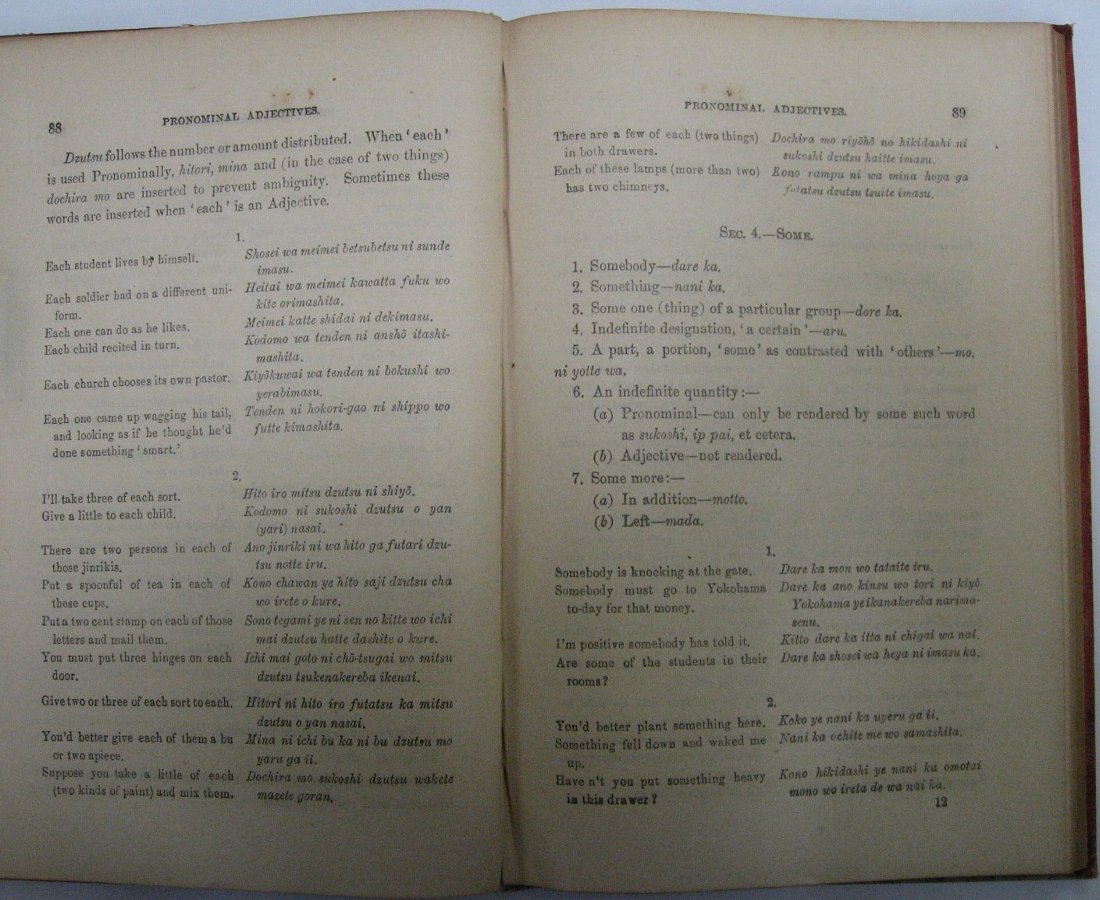 88
PRONOMINAL ADJECTIVES.
Dzutsu follows the number or amount distributed. When 'each'
is used Pronominally, hitori, mina and (in the case of two things)
dochira mo are inserted to prevent ambiguity. Sometimes these
words are inserted when 'each' is an Adjective.
1.
Each student lives by himself.
Shosei wa meimei betsubetsu ni sunde
imasu.
Each soldier had on a different uni-
form.
Heitai wa meimei kawatta fuku wo
kite orimashita.
Each one can do as he likes.
Meimei katte shidai ni dekimasu.
Each child recited in turn.
Kodomo wa tenden ni anshō itashi-
mashita.
Each church chooses its own pastor.
Kiyōkuwai wa tenden ni bokushi wo
yerabimasu.
Each one came up wagging his tail,
and looking as if he thought he'd
done something 'smart.'
Tenden ni hokori-gao ni shippo wo
futte kimashita.
2.
I'll take three of each sort.
Hito iro mitsu dzutsu ni shiyō.
Give a little to each child.
Kodomo ni sukoshi dzutsu o yan
(yari) nasai.
There are two persons in each of
those jinrikis.
Ano jinriki ni wa hito ga futari dzu-
tsu notte iru.
Put a spoonful of tea in each of
these cups.
Kono chawan ye hito saji dzutsu cha
wo irete o kure.
Put a two cent stamp on each of those
letters and mail them.
Sono tegami ye ni sen no kitte wo ichi
mai dzutsu hatte dashite o kure.
You must put three hinges on each
door.
Ichi mai goto ni chō-tsugai wo mitsu
dzutsu tsukenakereba ikenai.
Give two or three of each sort to each.
Hitori ni hito iro futatsu ka mitsu
dzutsu o yan nasai.
You'd better give each of them a bu
or two apiece.
Mina ni ichi bu ka ni bu dzutsu mo
yaru ga ii.
Suppose you take a little of each
(two kinds of paint) and mix them.
Dochira mo sukoshi dzutsu wakete
mazete goran.
PRONOMINAL ADJECTIVES.
89
There are a few of each (two things)
in both drawers.
Dochira mo riyōhō no hikidashi ni
sukoshi dzutsu haitte imasu.
Each of these lamps (more than two)
has two chimneys.
Kono rampu ni wa mina hoya ga
futatsu dzutsu tsuite imasu.
SEC. 4.—SOME.
1. Somebody—dare ka.
2. Something—nani ka.
3. Some one (thing) of a particular group—dore ka.
4. Indefinite designation, 'a certain'—aru.
5. A part, a portion, 'some' as contrasted with 'others'—mo,
ni yotte wa.
6. An indefinite quantity:—
(a) Pronominal—can only be rendered by some such word
as sukoshi, ip pai, et cetera.
(b) Adjective—not rendered.
7. Some more:—
(a) In addition—motto.
(b) Left—mada.
1.
Somebody is knocking at the gate.
Dare ka mon wo tataite iru.
Somebody must go to Yokohama
to-day for that money.
Dare ka ano kinsu wo tori ni kiyō
Yokohama ye ikanakereba narima-
senu.
I'm positive somebody has told it.
Kitto dare ka itta ni chigai wa nai.
Are some of the students in their
rooms?
Dare ka shosei wa heya ni imasu ka.
2.
You'd better plant something here.
Koko ye nani ka uyeru ga ii.
Something fell down and waked me
up.
Nani ka ochite me wo samashita.
Have n't you put something heavy
in this drawer?
Kono hikidashi ye nani ka omotai
mono wo ireta de wa nai ka.
12